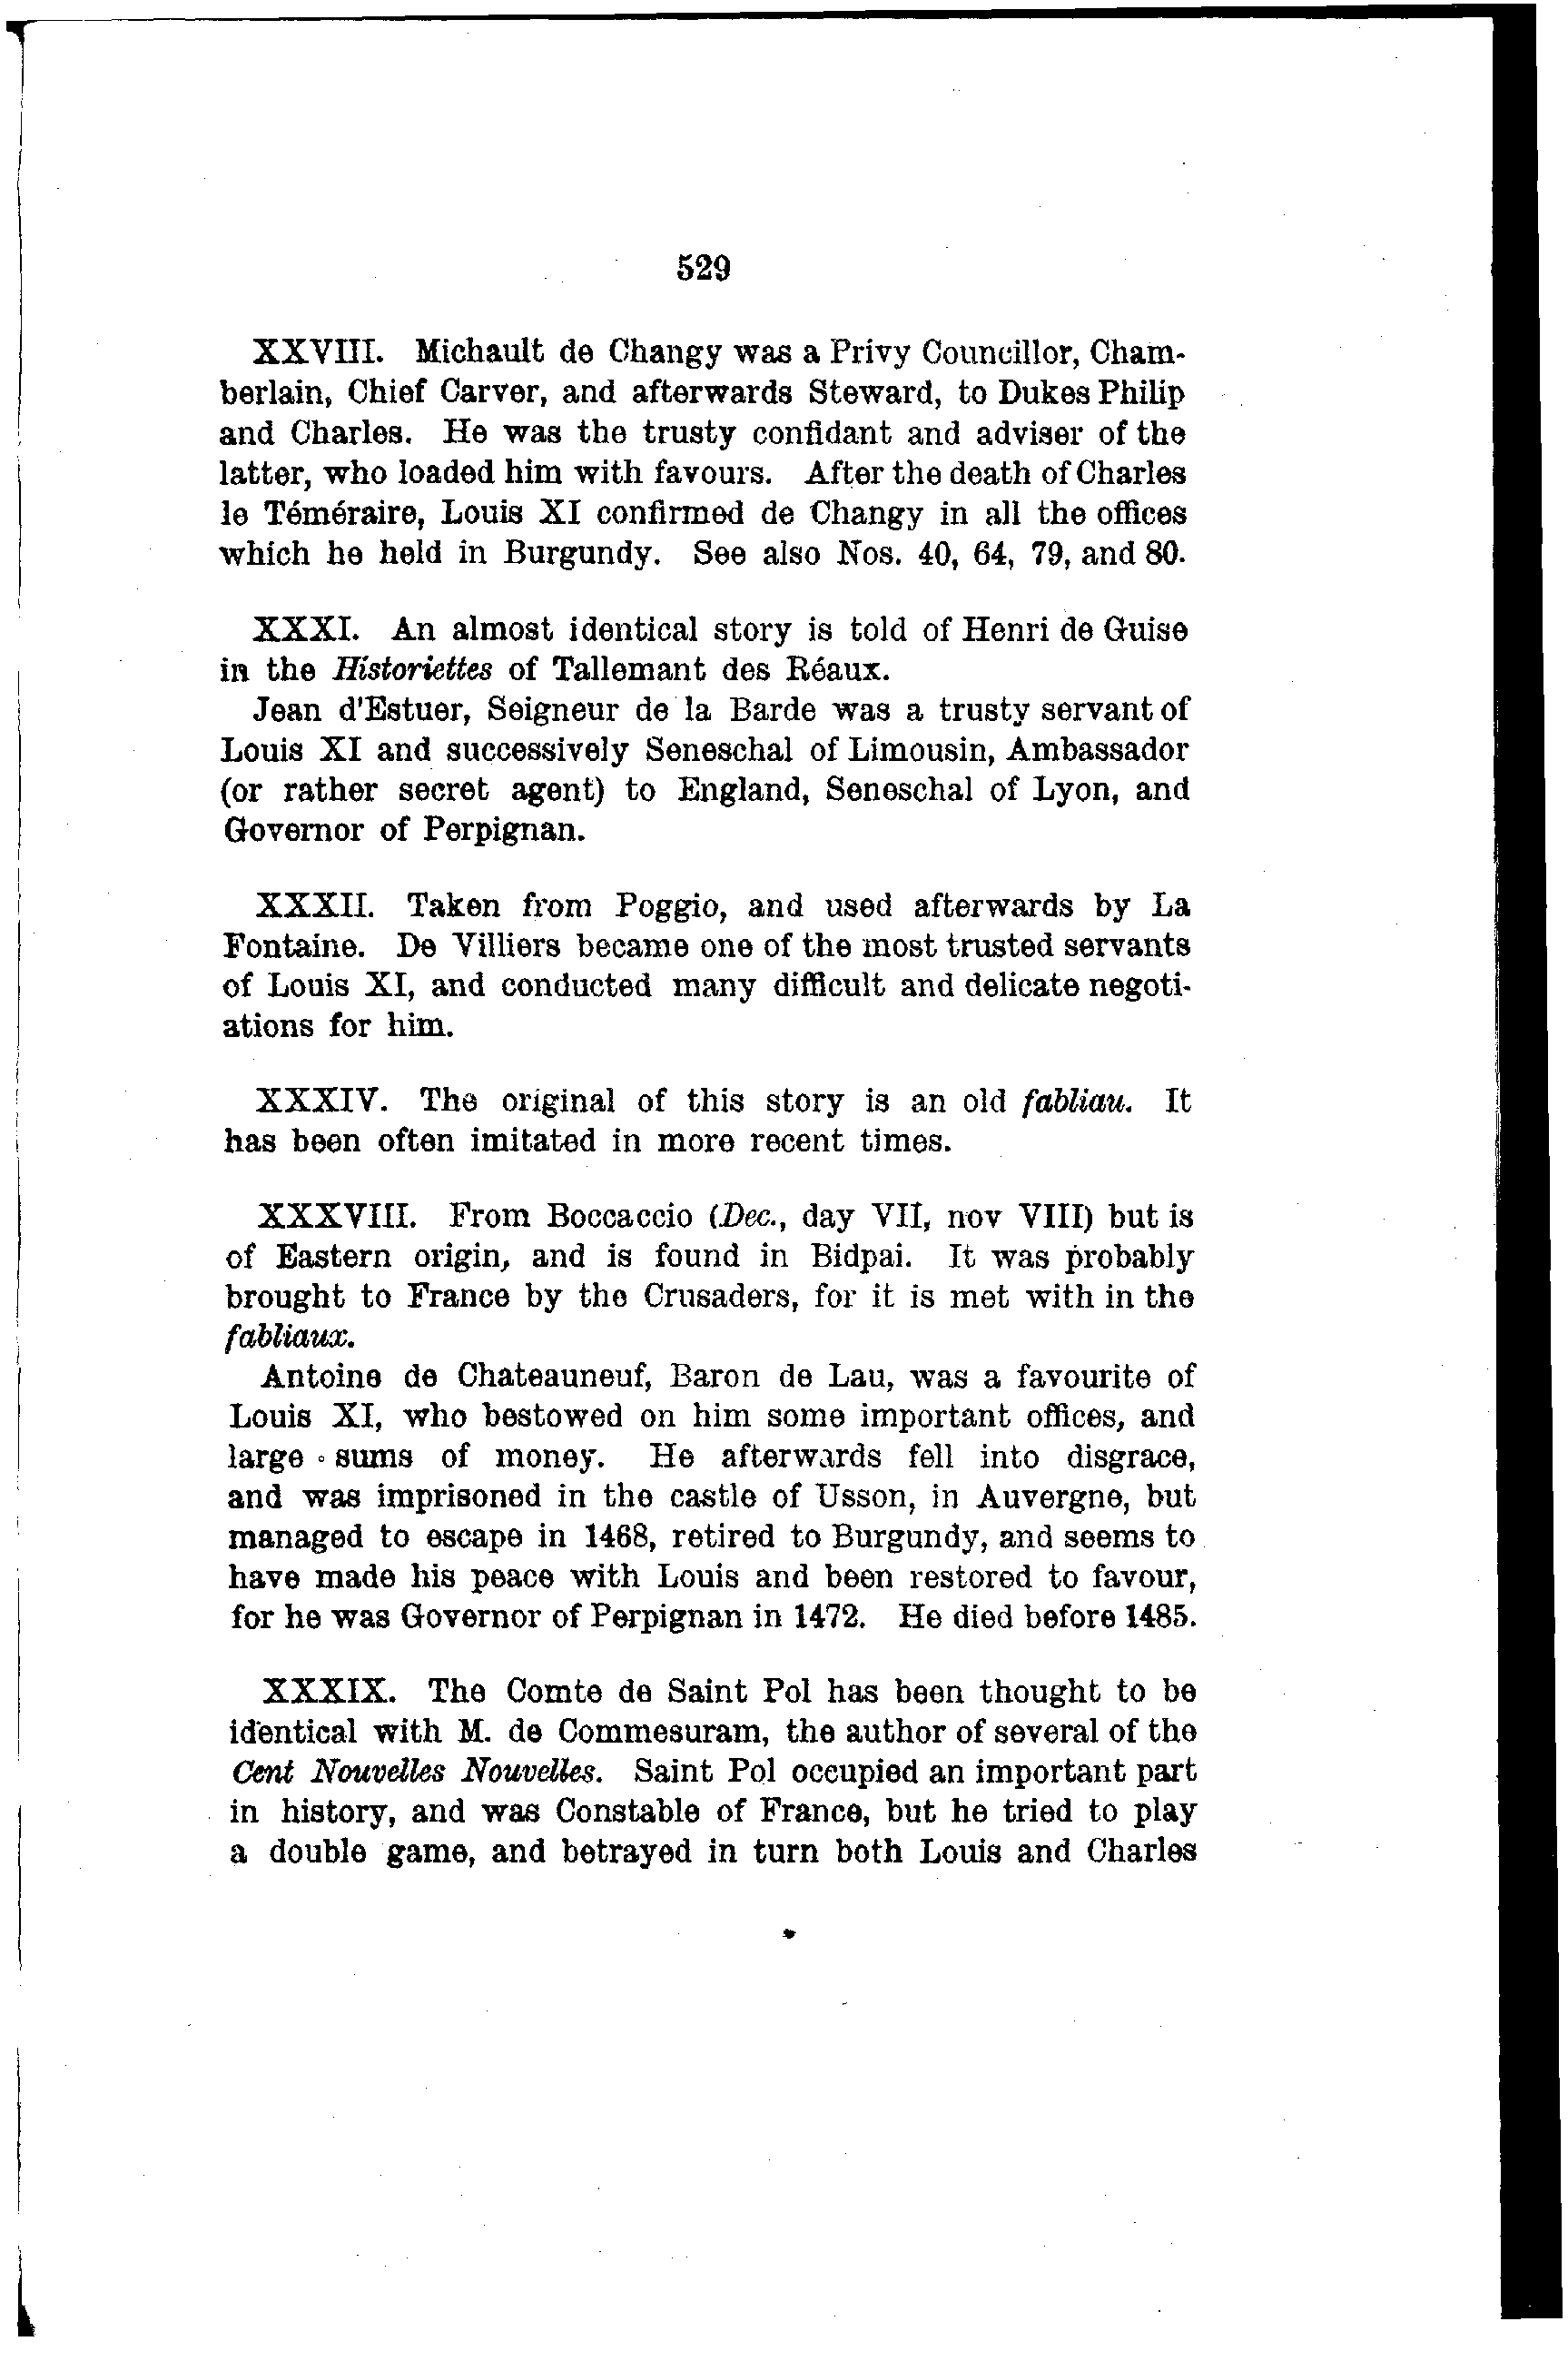 529
XXVIII. Michault de Changy was a Privy Councillor, Cham-
berlain, Chief Carver, and afterwards Steward, to Dukes Philip
and Charles. He was the trusty confidant and adviser of the
latter, who loaded him with favours. After the death of Charles
le Téméraire, Louis XI confirmed de Changy in all the offices
which he held in Burgundy. See also Nos. 40, 64, 79, and 80.
XXXI. An almost identical story is told of Henri de Guise
in the Historiettes of Tallemant des Réaux.
Jean d'Estuer, Seigneur de la Barde was a trusty servant of
Louis XI and successively Seneschal of Limousin, Ambassador
(or rather secret agent) to England, Seneschal of Lyon, and
Governor of Perpignan.
XXXII. Taken from Poggio, and used afterwards by La
Fontaine. De Villiers became one of the most trusted servants
of Louis XI, and conducted many difficult and delicate negoti-
ations for him.
XXXIV. The original of this story is an old fabliau. It
has been often imitated in more recent times.
XXXVIII. From Boccaccio (Dec., day VII, nov VIII) but is
of Eastern origin, and is found in Bidpai. It was probably
brought to France by the Crusaders, for it is met with in the
fabliaux.
Antoine de Chateauneuf, Baron de Lau, was a favourite of
Louis XI, who bestowed on him some important offices, and
large sums of money. He afterwards fell into disgrace,
and was imprisoned in the castle of Usson, in Auvergne, but
managed to escape in 1468, retired to Burgundy, and seems to
have made his peace with Louis and been restored to favour,
for he was Governor of Perpignan in 1472. He died before 1485.
XXXIX. The Comte de Saint Pol has been thought to be
identical with M. de Commesuram, the author of several of the
Cent Nouvelles Nouvelles. Saint Pol occupied an important part
in history, and was Constable of France, but he tried to play
a double game, and betrayed in turn both Louis and Charles